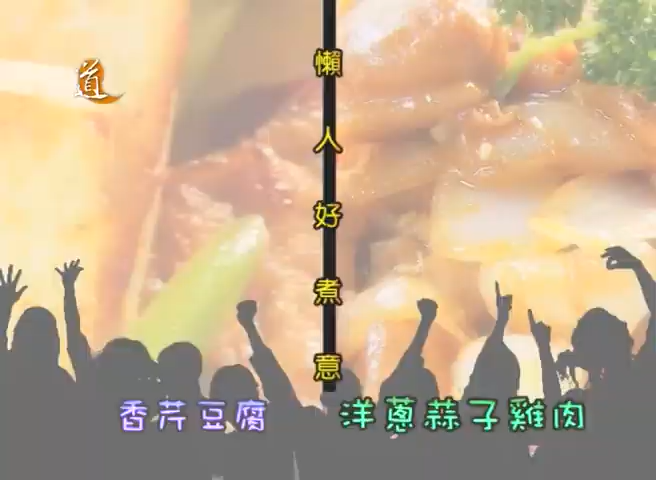 道
懶人好煮意
香芹豆腐
洋蔥蒜子雞肉